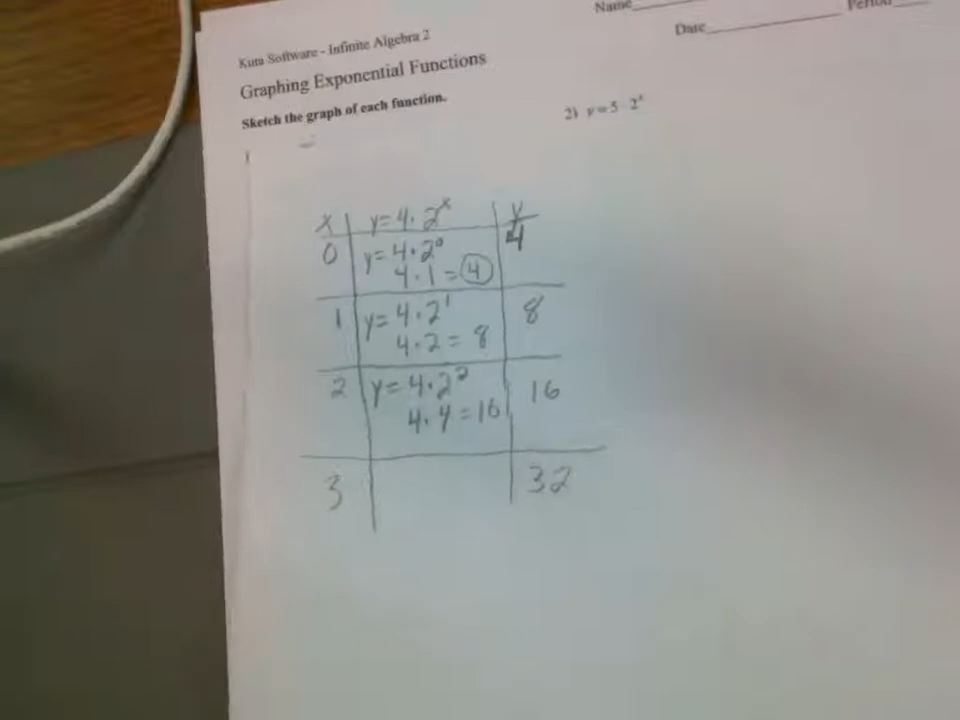 Name
Date
Period
Kuta Software - Infinite Algebra 2
Graphing Exponential Functions
Sketch the graph of each function.
2) y = 5 · 2ˣ
x y=4·2ˣ y
0 y=4·2⁰ 4
4·1=4
1 y=4·2¹ 8
4·2=8
2 y=4·2² 16
4·4=16
3 32